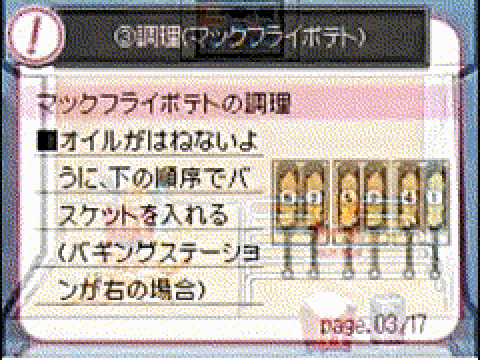 ③調理(マックフライポテト)
マックフライポテトの調理
■オイルがはねないよ
うに、下の順序でバ
スケットを入れる
(バギングステーショ
ンが右の場合)
page.03/17